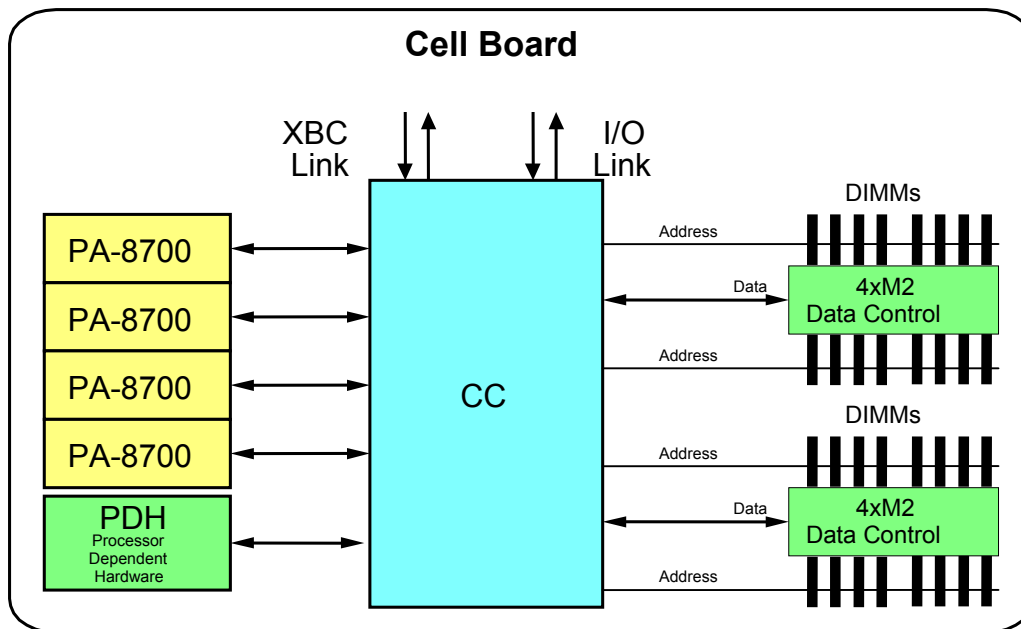 Cell Board
XBC
Link
I/O
Link
PA-8700
PA-8700
PA-8700
PA-8700
PDH
Processor
Dependent
Hardware
CC
DIMMs
Address
4xM2
Data Control
Data
Address
DIMMs
Address
4xM2
Data Control
Data
Address